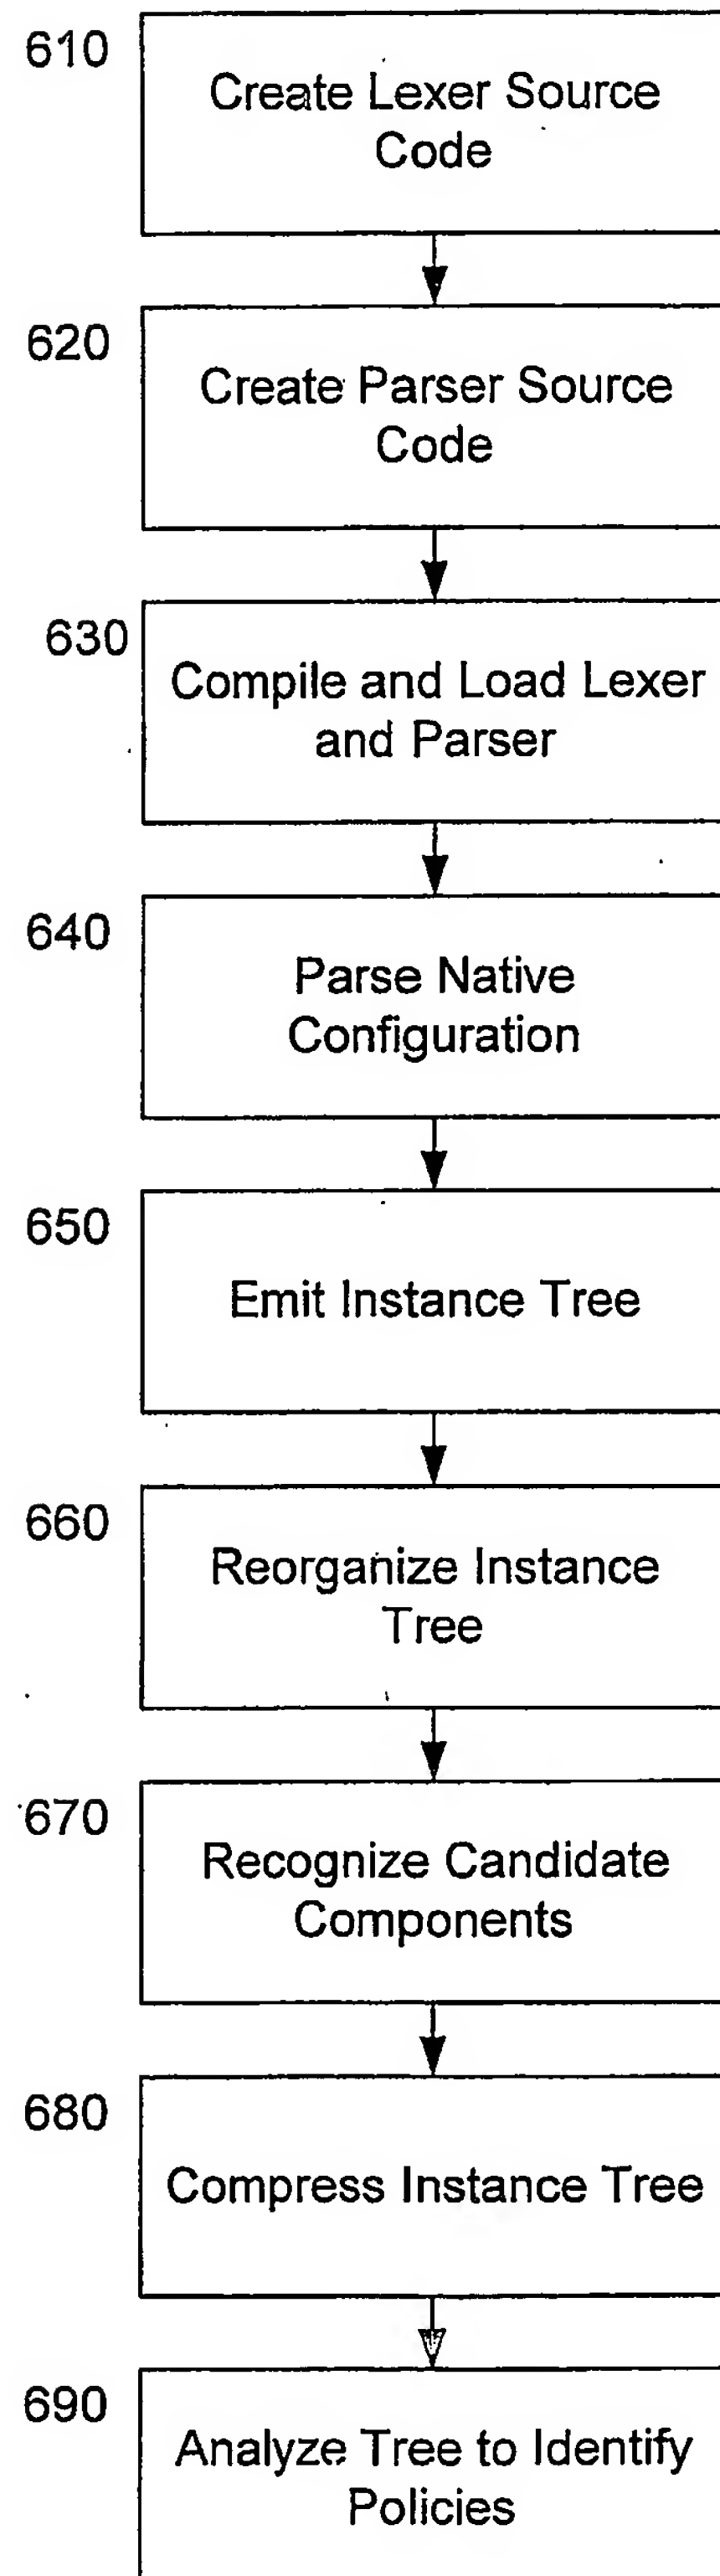 610
Create Lexer Source
Code
620
Create Parser Source
Code
630
Compile and Load Lexer
and Parser
640
Parse Native
Configuration
650
Emit Instance Tree
660
Reorganize Instance
Tree
670
Recognize Candidate
Components
680
Compress Instance Tree
690
Analyze Tree to Identify
Policies